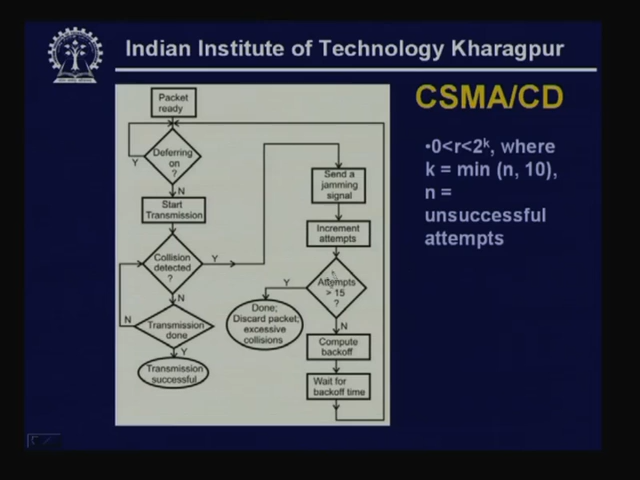 Indian Institute of Technology Kharagpur
CSMA/CD
•0<r<2ᵏ, where
k = min (n, 10),
n =
unsuccessful
attempts
Packet
ready
Deferring
on
?
Y
N
Start
Transmission
Collision
detected
?
Y
N
N
Transmission
done
Y
Transmission
successful
Send a
jamming
signal
Increment
attempts
Attempts
> 15
?
Y
N
Done;
Discard packet;
excessive
collisions
Compute
backoff
Wait for
backoff time